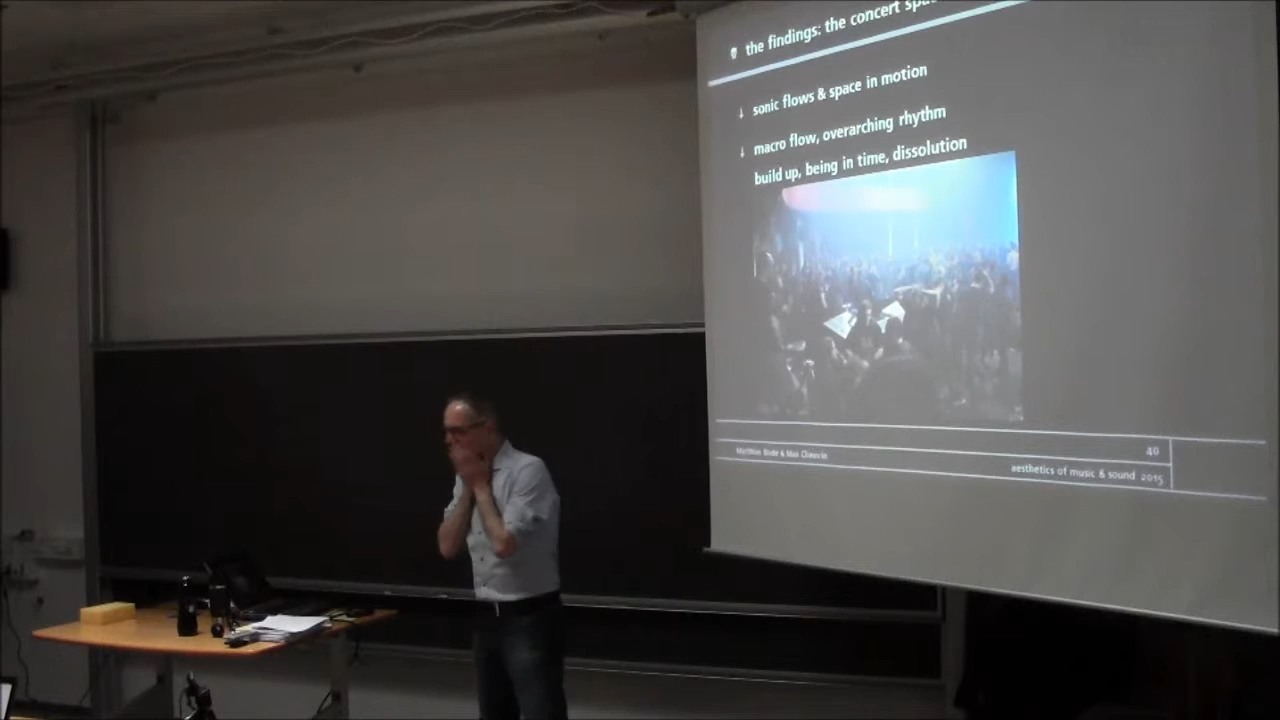 the findings: the concert
sonic flows & space in motion
macro flow, overarching rhythm
build up, being in time, dissolution
40
aesthetics of music & sound 2015